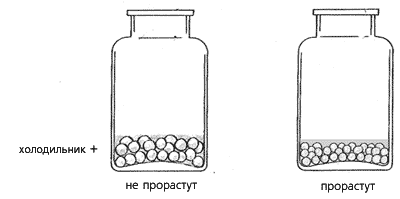 холодильник +
не прорастут
прорастут